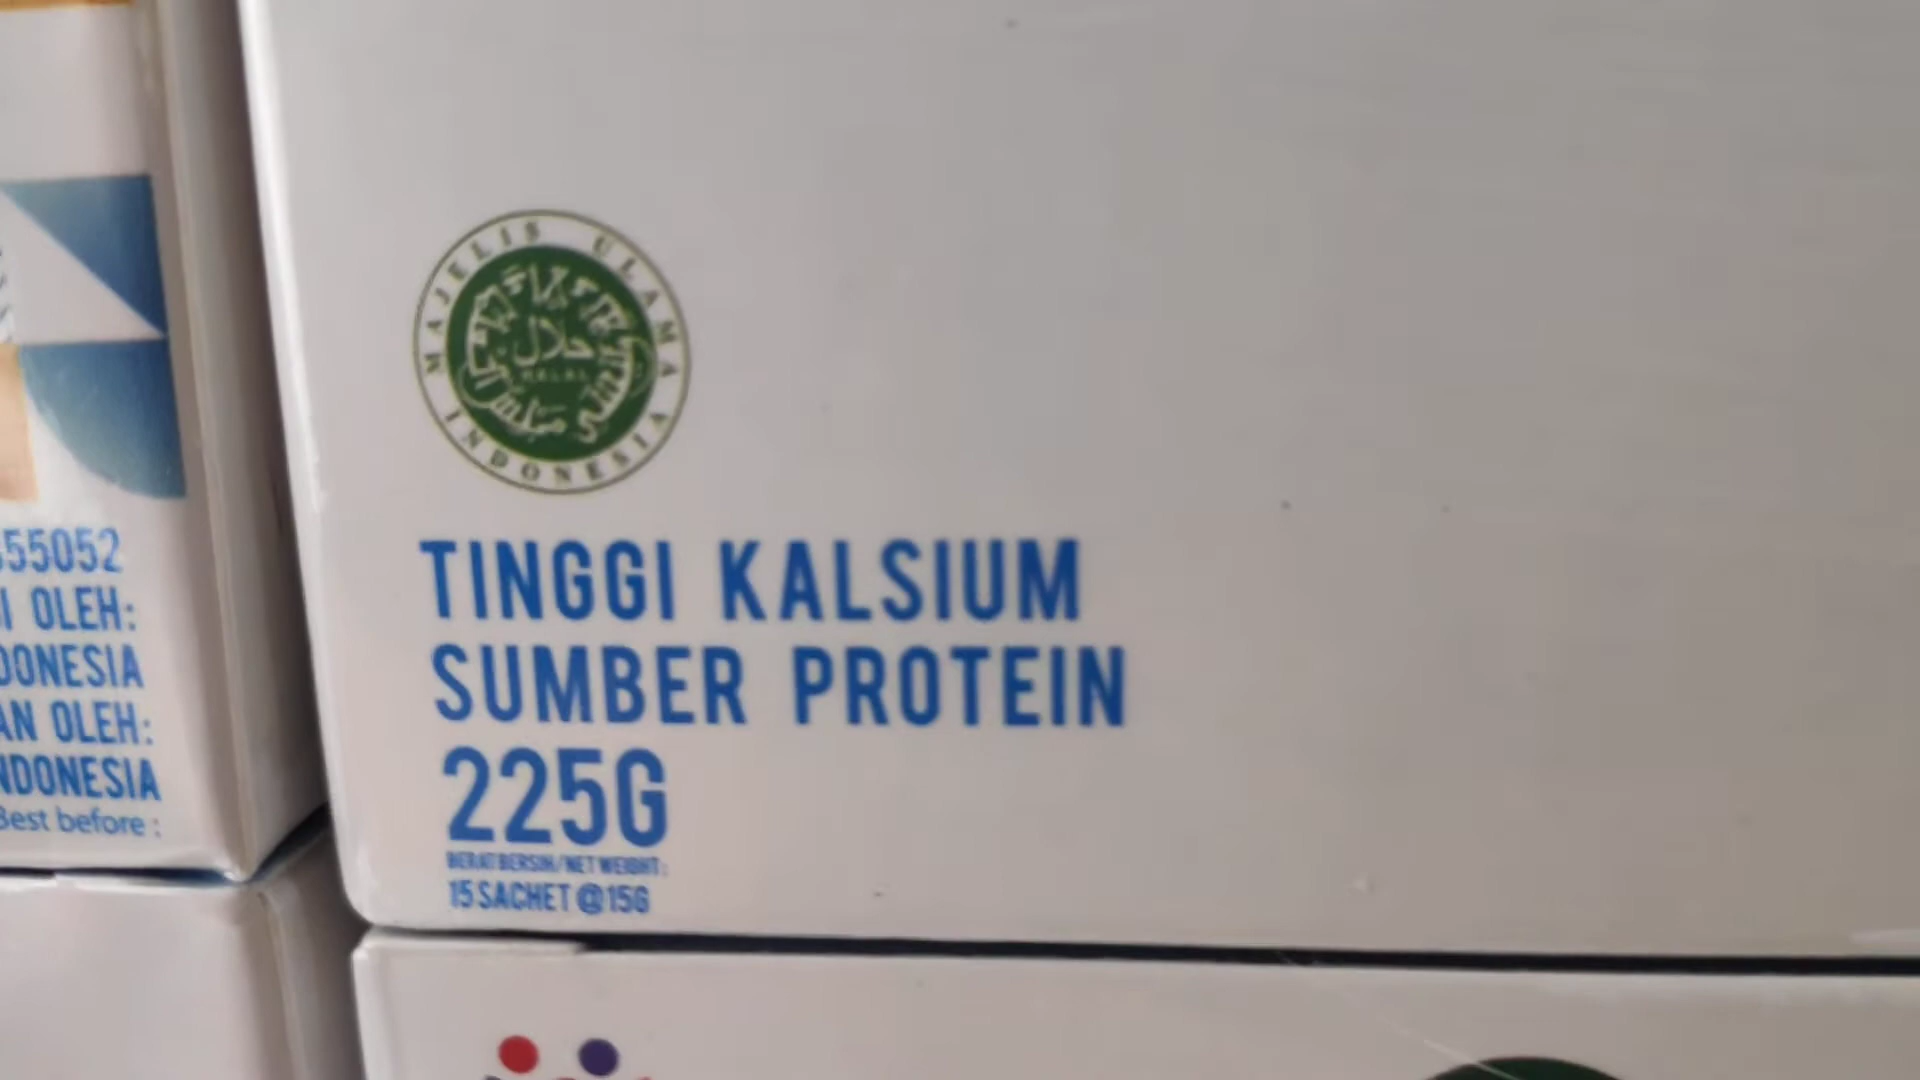 MAJELIS ULAMA INDONESIA
حلال
HALAL
TINGGI KALSIUM
SUMBER PROTEIN
225G
BERAT BERSIH/NET WEIGHT:
15 SACHET @15G
55052
I OLEH:
DONESIA
AN OLEH:
NDONESIA
Best before :